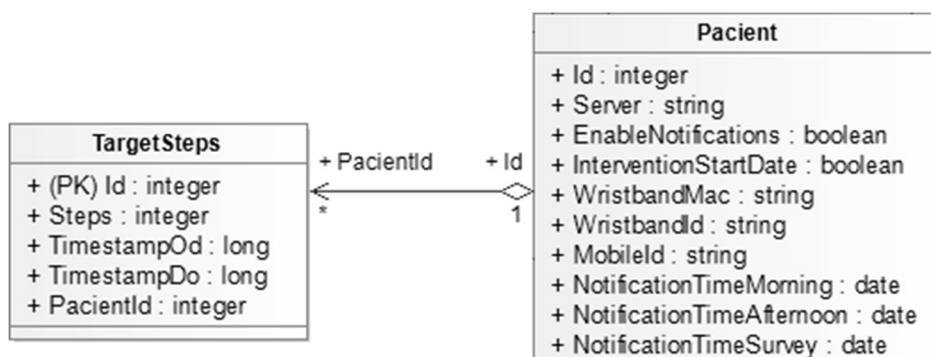 Pacient
+ Id : integer
+ Server : string
+ EnableNotifications : boolean
+ InterventionStartDate : boolean
+ WristbandMac : string
+ WristbandId : string
+ MobileId : string
+ NotificationTimeMorning : date
+ NotificationTimeAfternoon : date
+ NotificationTimeSurvey : date
TargetSteps
+ (PK) Id : integer
+ Steps : integer
+ TimestampOd : long
+ TimestampDo : long
+ PacientId : integer
+ PacientId
+ Id
*
1